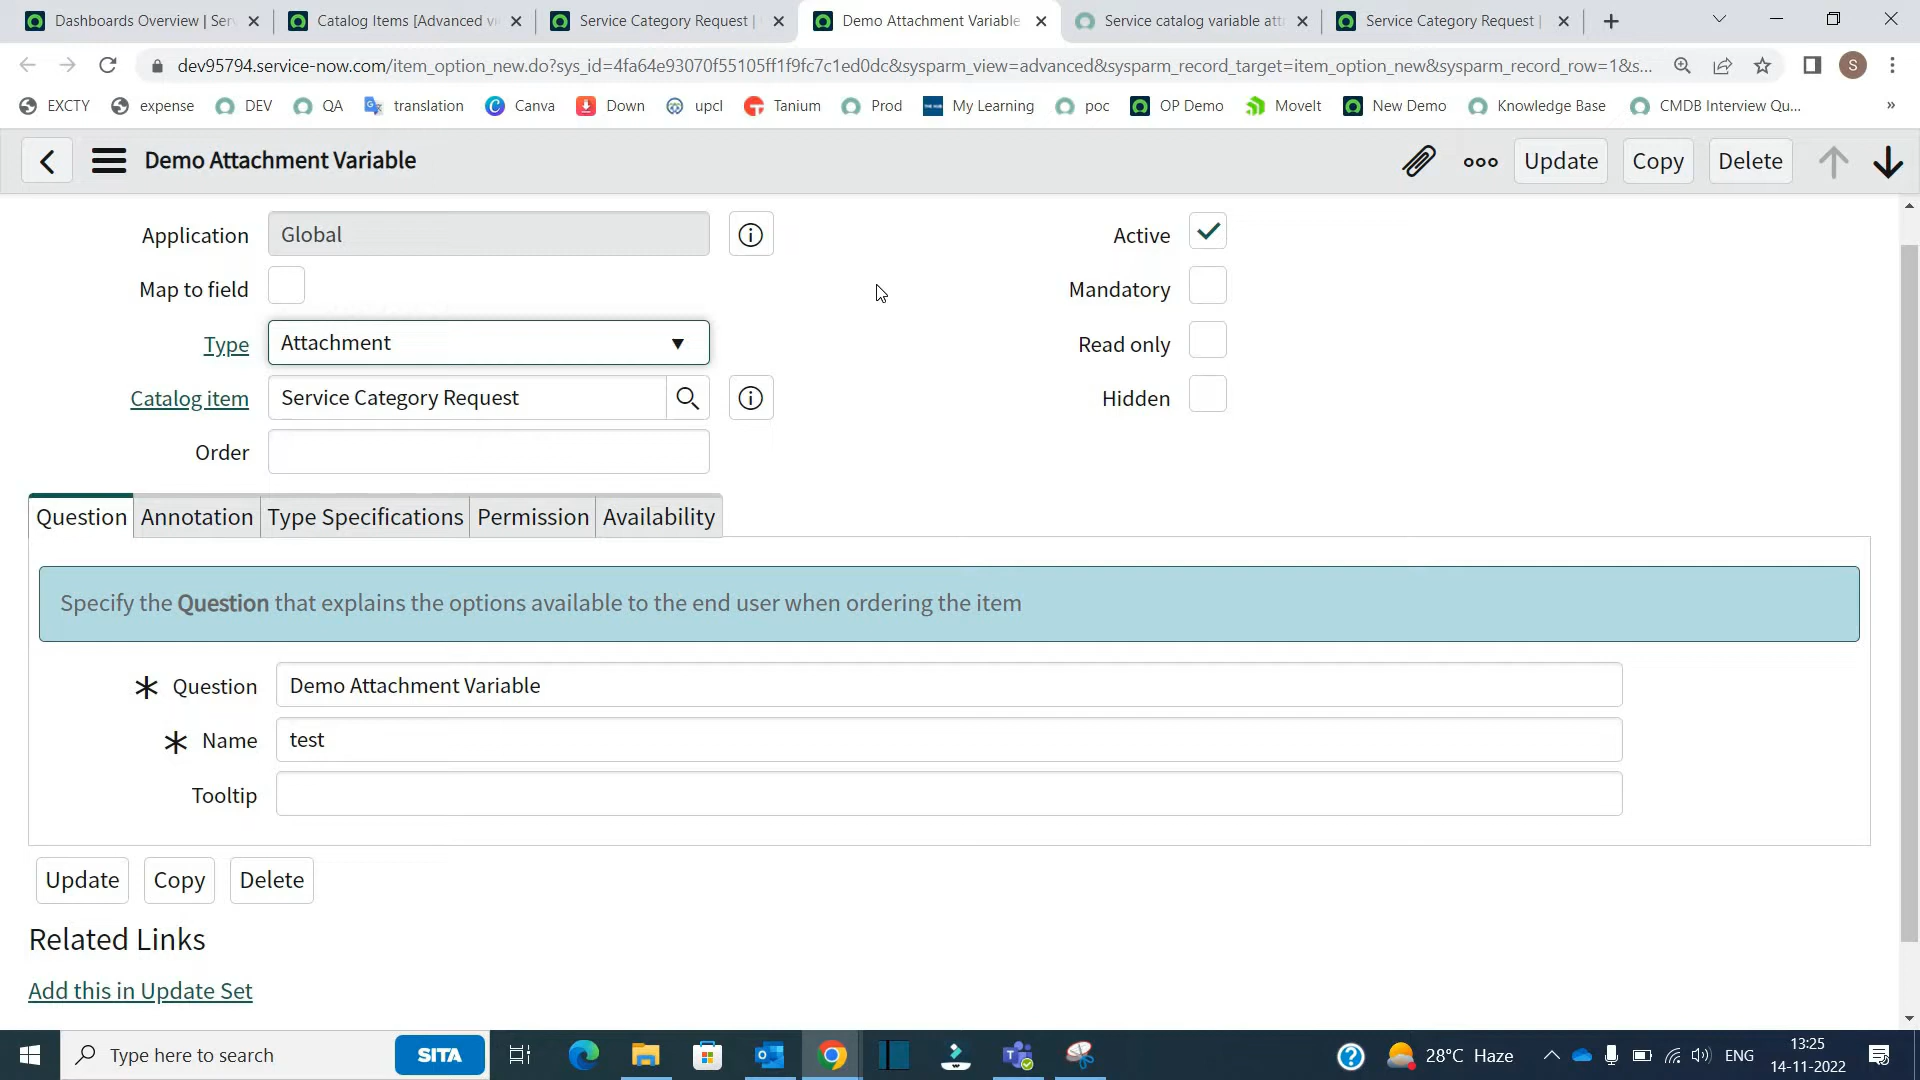 Dashboards Overview | Serv
Catalog Items [Advanced vi
Service Category Request |
Demo Attachment Variable
Service catalog variable att
Service Category Request |
dev95794.service-now.com/item_option_new.do?sys_id=4fa64e93070f55105ff1f9fc7c1ed0dc&sysparm_view=advanced&sysparm_record_target=item_option_new&sysparm_record_row=1&s...
S
EXCTY
expense
DEV
QA
translation
Canva
Down
upcl
Tanium
Prod
My Learning
poc
OP Demo
MoveIt
New Demo
Knowledge Base
CMDB Interview Qu...
»
Demo Attachment Variable
Update
Copy
Delete
Application
Global
Active
Map to field
Mandatory
Type
Attachment
Read only
Catalog item
Service Category Request
Hidden
Order
Question
Annotation
Type Specifications
Permission
Availability
Specify the Question that explains the options available to the end user when ordering the item
Question
Demo Attachment Variable
Name
test
Tooltip
Update
Copy
Delete
Related Links
Add this in Update Set
Type here to search
SITA
28°C Haze
ENG
13:25
14-11-2022